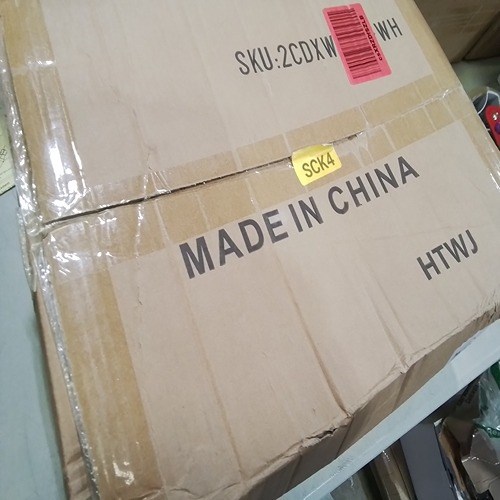 SKU:2CDXW WH
SCK4
MADE IN CHINA
HTWJ